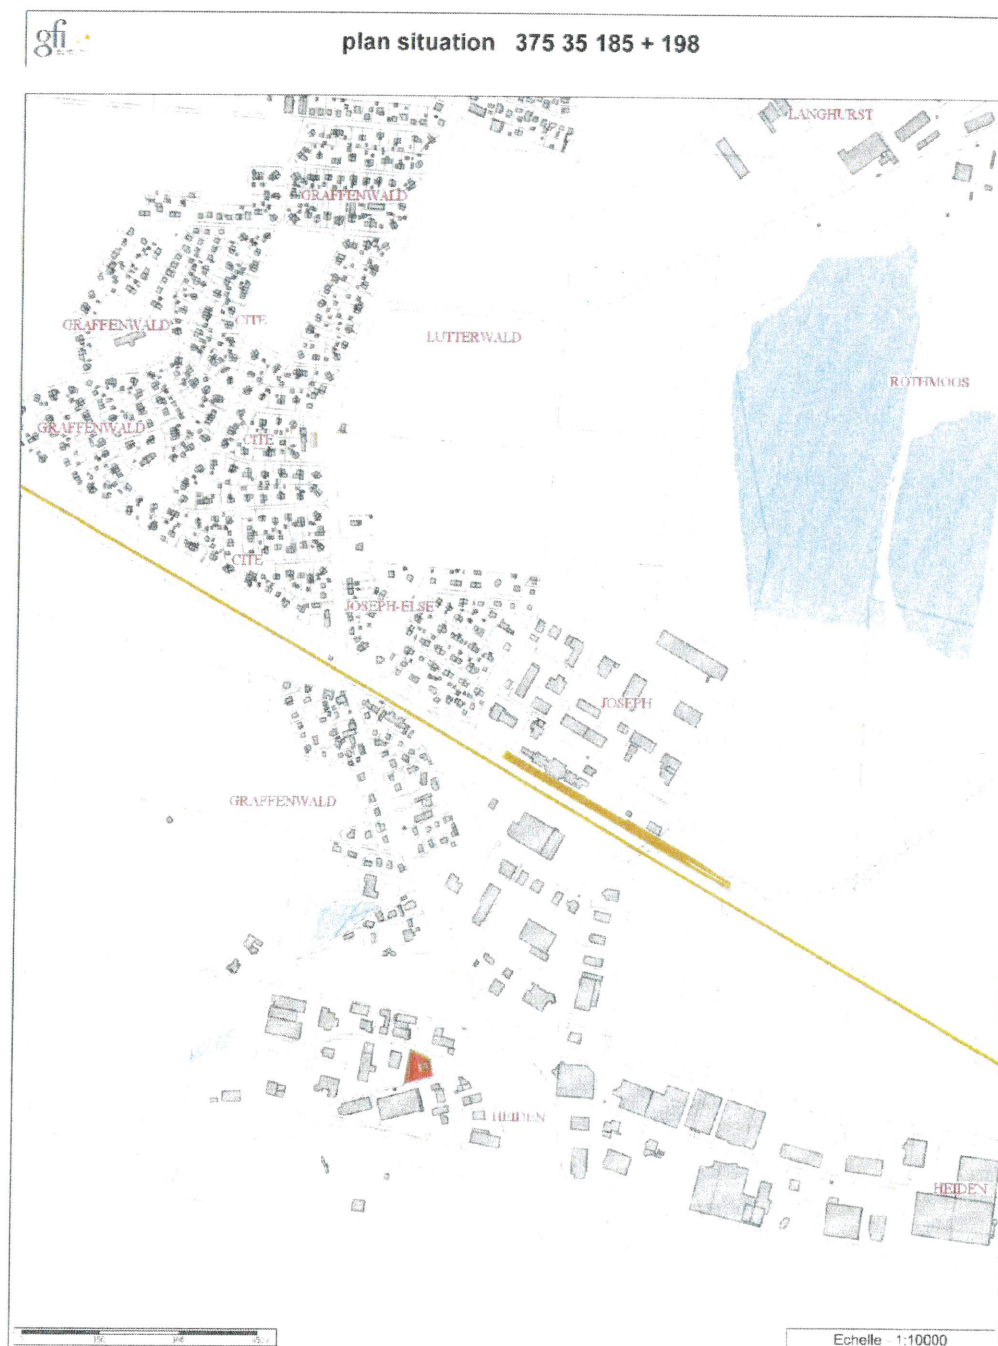 gfi
plan situation 375 35 185 + 198
LANGHURST
GRAFFENWALD
GRAFFENWALD
CITE
LUTTERWALD
ROTHMOOS
GRAFFENWALD
CITE
CITE
JOSEPH-ELSE
JOSEPH
GRAFFENWALD
HEIDEN
HEIDEN
150
Echelle - 1:10000